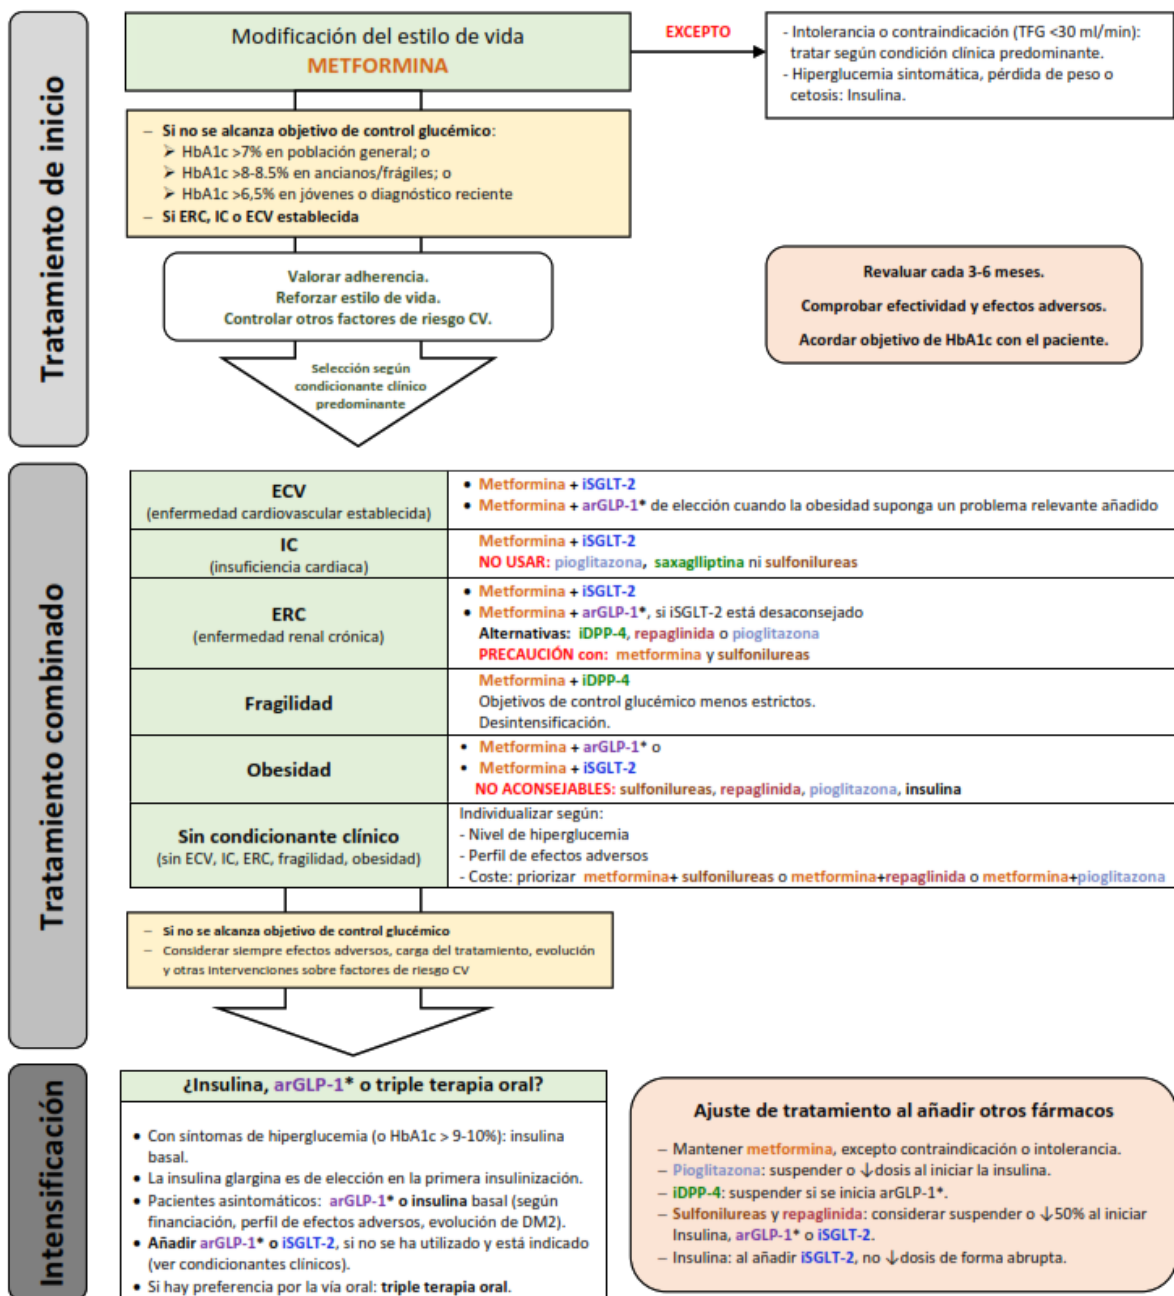 Tratamiento de inicio
Modificación del estilo de vida
METFORMINA
EXCEPTO
- Intolerancia o contraindicación (TFG <30 ml/min):
tratar según condición clínica predominante.
- Hiperglucemia sintomática, pérdida de peso o
cetosis: Insulina.
– Si no se alcanza objetivo de control glucémico:
➤ HbA1c >7% en población general; o
➤ HbA1c >8-8.5% en ancianos/frágiles; o
➤ HbA1c >6,5% en jóvenes o diagnóstico reciente
– Si ERC, IC o ECV establecida
Valorar adherencia.
Reforzar estilo de vida.
Controlar otros factores de riesgo CV.
Revaluar cada 3-6 meses.
Comprobar efectividad y efectos adversos.
Acordar objetivo de HbA1c con el paciente.
Selección según
condicionante clínico
predominante
Tratamiento combinado
ECV
(enfermedad cardiovascular establecida)
• Metformina + iSGLT-2
• Metformina + arGLP-1* de elección cuando la obesidad suponga un problema relevante añadido
IC
(insuficiencia cardiaca)
Metformina + iSGLT-2
NO USAR: pioglitazona, saxaglliptina ni sulfonilureas
ERC
(enfermedad renal crónica)
• Metformina + iSGLT-2
• Metformina + arGLP-1*, si iSGLT-2 está desaconsejado
Alternativas: iDPP-4, repaglinida o pioglitazona
PRECAUCIÓN con: metformina y sulfonilureas
Fragilidad
Metformina + iDPP-4
Objetivos de control glucémico menos estrictos.
Desintensificación.
Obesidad
• Metformina + arGLP-1* o
• Metformina + iSGLT-2
NO ACONSEJABLES: sulfonilureas, repaglinida, pioglitazona, insulina
Sin condicionante clínico
(sin ECV, IC, ERC, fragilidad, obesidad)
Individualizar según:
- Nivel de hiperglucemia
- Perfil de efectos adversos
- Coste: priorizar metformina+ sulfonilureas o metformina+repaglinida o metformina+pioglitazona
– Si no se alcanza objetivo de control glucémico
– Considerar siempre efectos adversos, carga del tratamiento, evolución
y otras intervenciones sobre factores de riesgo CV
Intensificación
¿Insulina, arGLP-1* o triple terapia oral?
• Con síntomas de hiperglucemia (o HbA1c > 9-10%): insulina
basal.
• La insulina glargina es de elección en la primera insulinización.
• Pacientes asintomáticos: arGLP-1* o insulina basal (según
financiación, perfil de efectos adversos, evolución de DM2).
• Añadir arGLP-1* o iSGLT-2, si no se ha utilizado y está indicado
(ver condicionantes clínicos).
• Si hay preferencia por la vía oral: triple terapia oral.
Ajuste de tratamiento al añadir otros fármacos
– Mantener metformina, excepto contraindicación o intolerancia.
– Pioglitazona: suspender o ↓dosis al iniciar la insulina.
– iDPP-4: suspender si se inicia arGLP-1*.
– Sulfonilureas y repaglinida: considerar suspender o ↓50% al iniciar
Insulina, arGLP-1* o iSGLT-2.
– Insulina: al añadir iSGLT-2, no ↓dosis de forma abrupta.